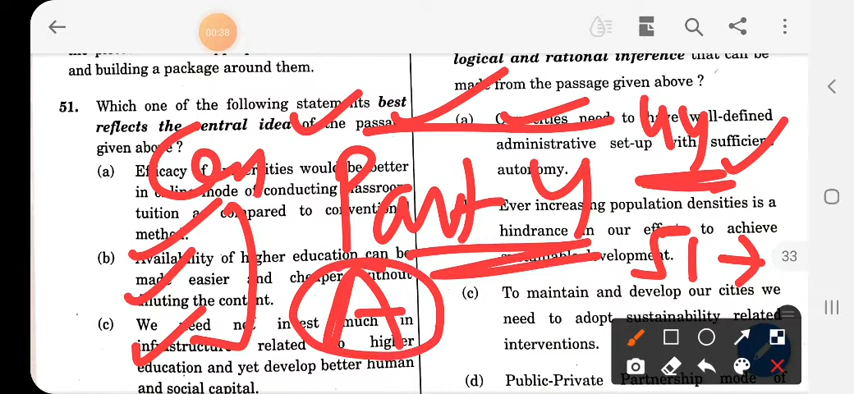 00:38
and building a package around them.
51. Which one of the following statements best
reflects the central idea of the passage
given above ?
(a) Efficacy of universities would be better
in online mode of conducting classroom
tuition as compared to conventional
method.
(b) Availability of higher education can be
made easier and cheaper without
diluting the content.
(c) We need not invest much in
infrastructure related to higher
education and yet develop better human
and social capital.
logical and rational inference that can be
made from the passage given above ?
(a) need to have well-defined
administrative set-up with sufficient
autonomy.
Ever increasing population densities is a
hindrance in our efforts to achieve
sustainable development.
(c) To maintain and develop our cities we
need to adopt sustainability related
interventions.
(d) Public-Private Partnership mode of
Party
A
51
33